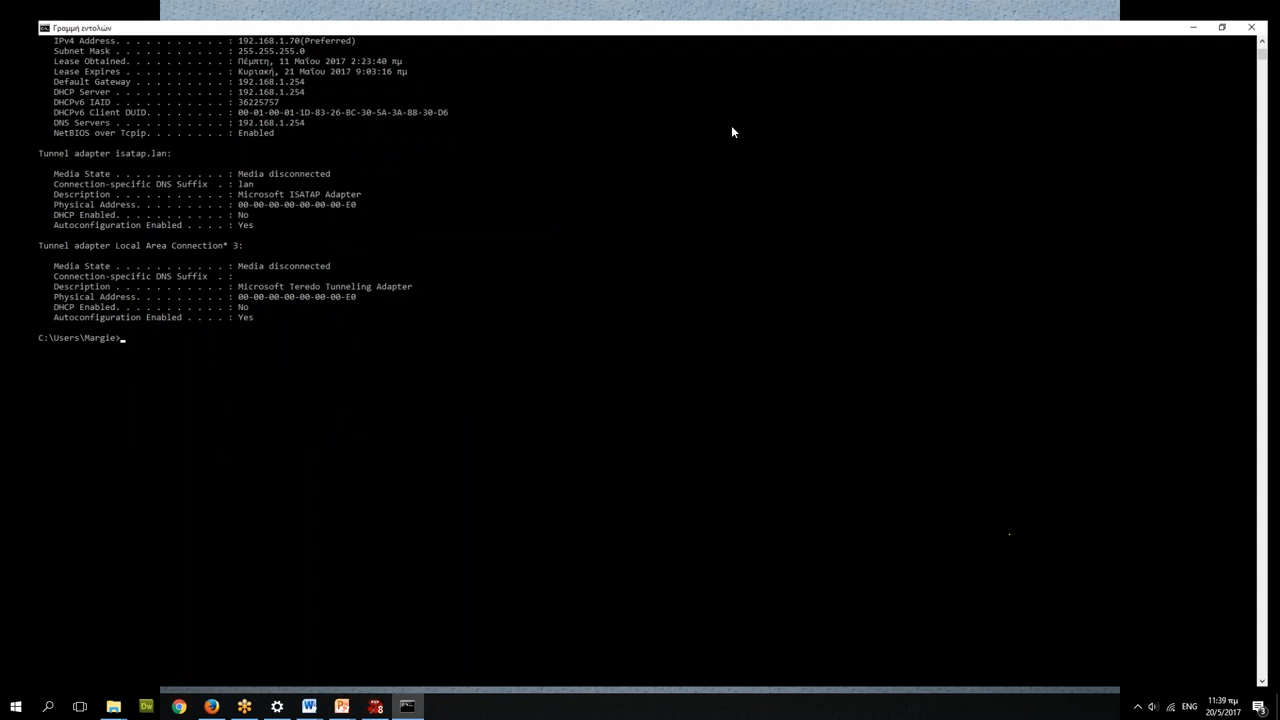 Γραμμή εντολών
IPv4 Address. . . . . . . . . . . : 192.168.1.70(Preferred)
Subnet Mask . . . . . . . . . . . : 255.255.255.0
Lease Obtained. . . . . . . . . . : Πέμπτη, 11 Μαΐου 2017 2:23:40 πμ
Lease Expires . . . . . . . . . . : Κυριακή, 21 Μαΐου 2017 9:03:16 πμ
Default Gateway . . . . . . . . . : 192.168.1.254
DHCP Server . . . . . . . . . . . : 192.168.1.254
DHCPv6 IAID . . . . . . . . . . . : 36225757
DHCPv6 Client DUID. . . . . . . . : 00-01-00-01-1D-83-26-BC-30-5A-3A-88-30-D6
DNS Servers . . . . . . . . . . . : 192.168.1.254
NetBIOS over Tcpip. . . . . . . . : Enabled
Tunnel adapter isatap.lan:
Media State . . . . . . . . . . . : Media disconnected
Connection-specific DNS Suffix  . : lan
Description . . . . . . . . . . . : Microsoft ISATAP Adapter
Physical Address. . . . . . . . . : 00-00-00-00-00-00-00-E0
DHCP Enabled. . . . . . . . . . . : No
Autoconfiguration Enabled . . . . : Yes
Tunnel adapter Local Area Connection* 3:
Media State . . . . . . . . . . . : Media disconnected
Connection-specific DNS Suffix  . :
Description . . . . . . . . . . . : Microsoft Teredo Tunneling Adapter
Physical Address. . . . . . . . . : 00-00-00-00-00-00-00-E0
DHCP Enabled. . . . . . . . . . . : No
Autoconfiguration Enabled . . . . : Yes
C:\Users\Margie>
Dw
W
P
PSP 8
ENG
11:39 πμ
20/5/2017
3